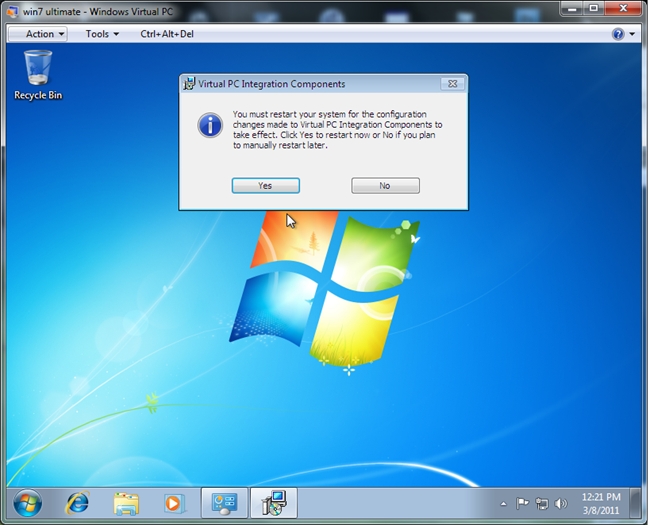 win7 ultimate - Windows Virtual PC
Action Tools Ctrl+Alt+Del
Recycle Bin
Virtual PC Integration Components
You must restart your system for the configuration
changes made to Virtual PC Integration Components to
take effect. Click Yes to restart now or No if you plan
to manually restart later.
Yes No
12:21 PM
3/8/2011